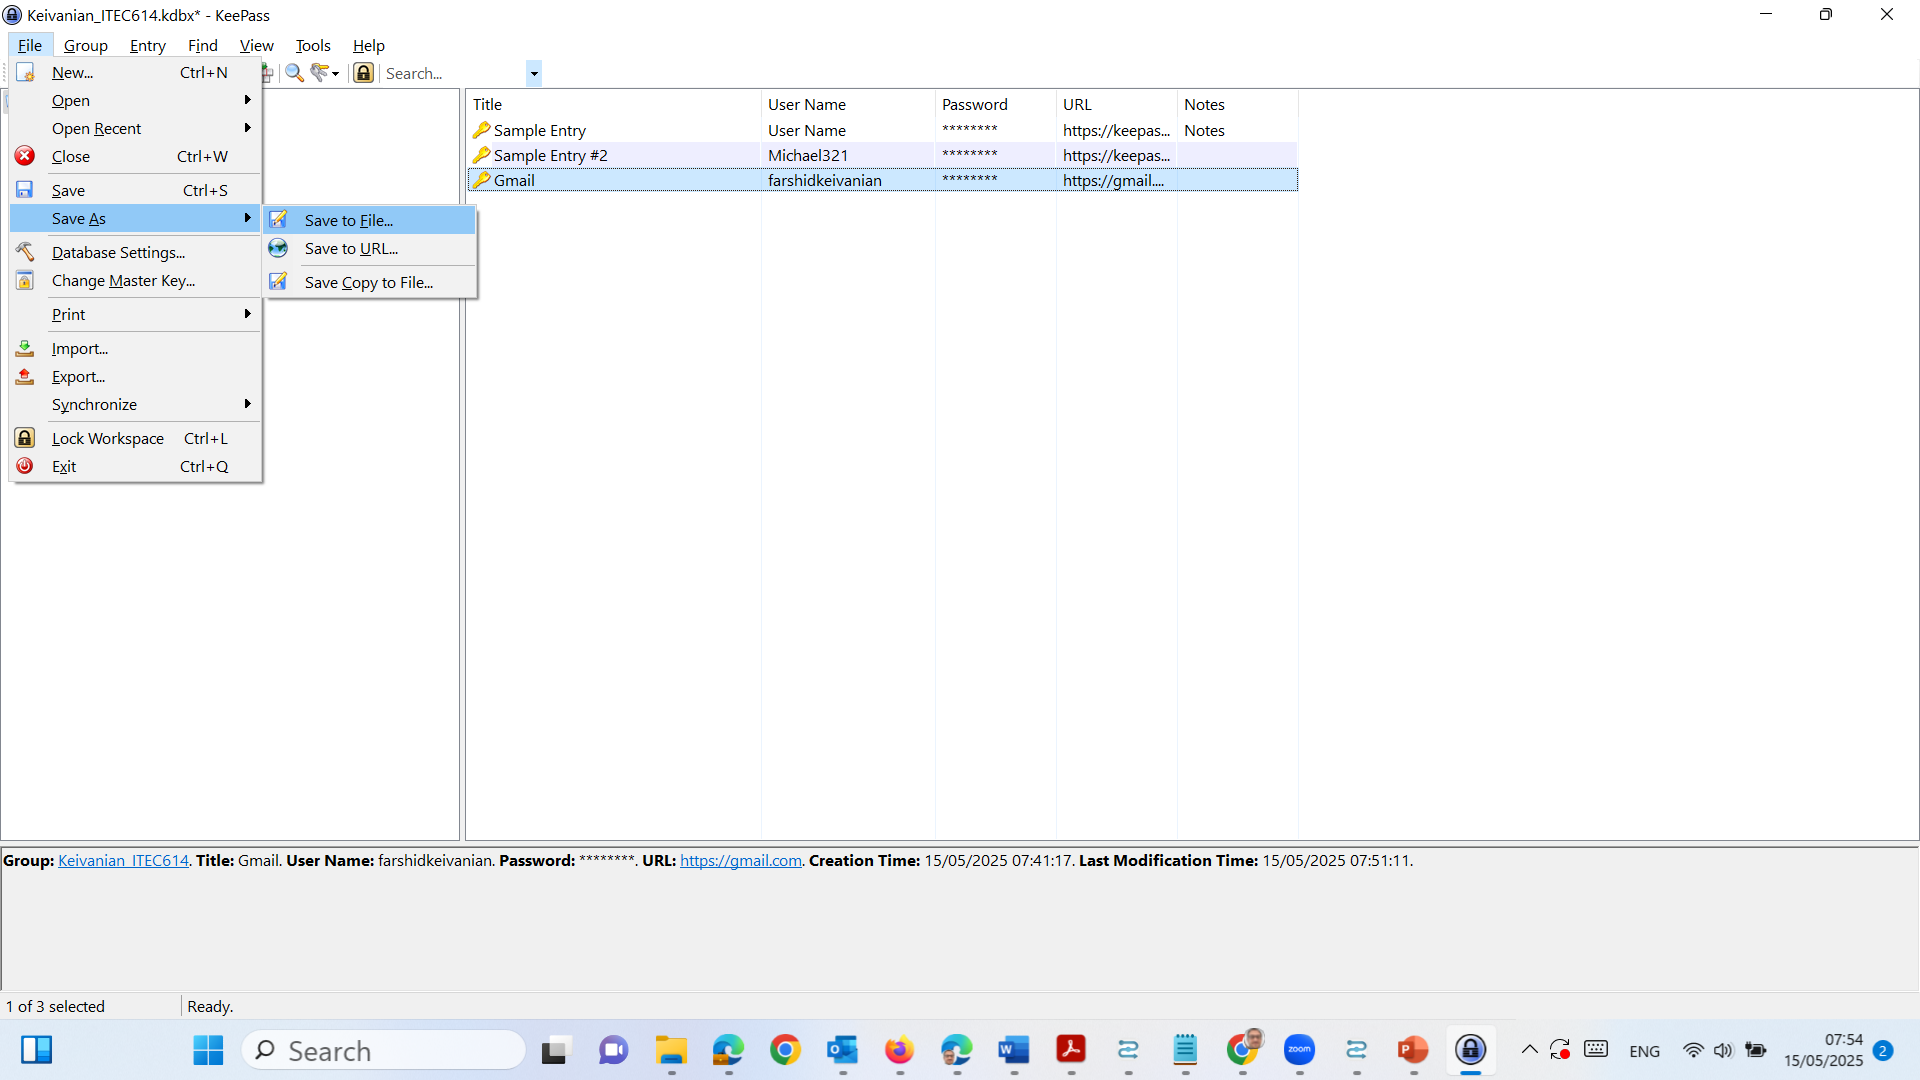 Keivanian_ITEC614.kdbx* - KeePass
File Group Entry Find View Tools Help
Search...
New... Ctrl+N
Open
Open Recent
Close Ctrl+W
Save Ctrl+S
Save As
Database Settings...
Change Master Key...
Print
Import...
Export...
Synchronize
Lock Workspace Ctrl+L
Exit Ctrl+Q
Save to File...
Save to URL...
Save Copy to File...
Title User Name Password URL Notes
Sample Entry User Name ******** https://keepas... Notes
Sample Entry #2 Michael321 ******** https://keepas...
Gmail farshidkeivanian ******** https://gmail....
Group: Keivanian_ITEC614. Title: Gmail. User Name: farshidkeivanian. Password: ********. URL: https://gmail.com. Creation Time: 15/05/2025 07:41:17. Last Modification Time: 15/05/2025 07:51:11.
1 of 3 selected Ready.
Search
zoom
ENG
07:54
15/05/2025
2